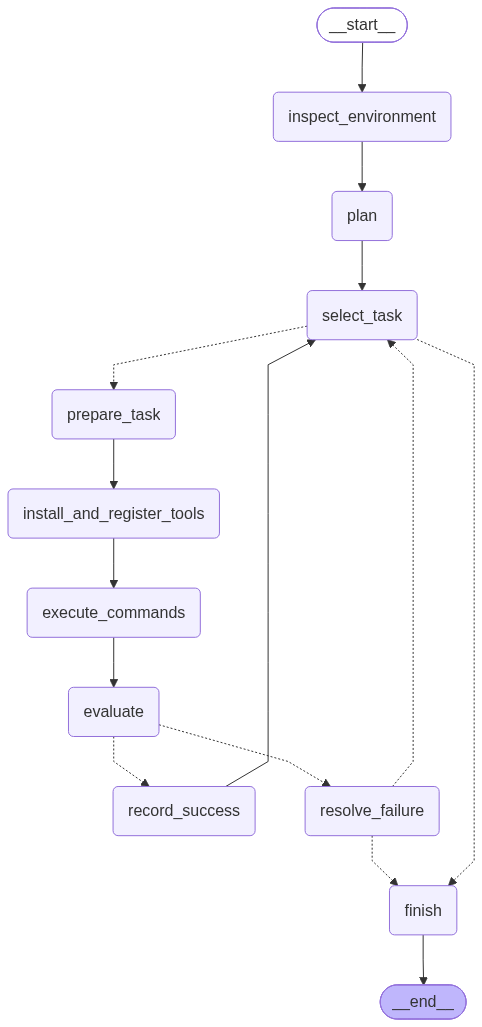 __start__
inspect_environment
plan
select_task
prepare_task
install_and_register_tools
execute_commands
evaluate
record_success
resolve_failure
finish
__end__